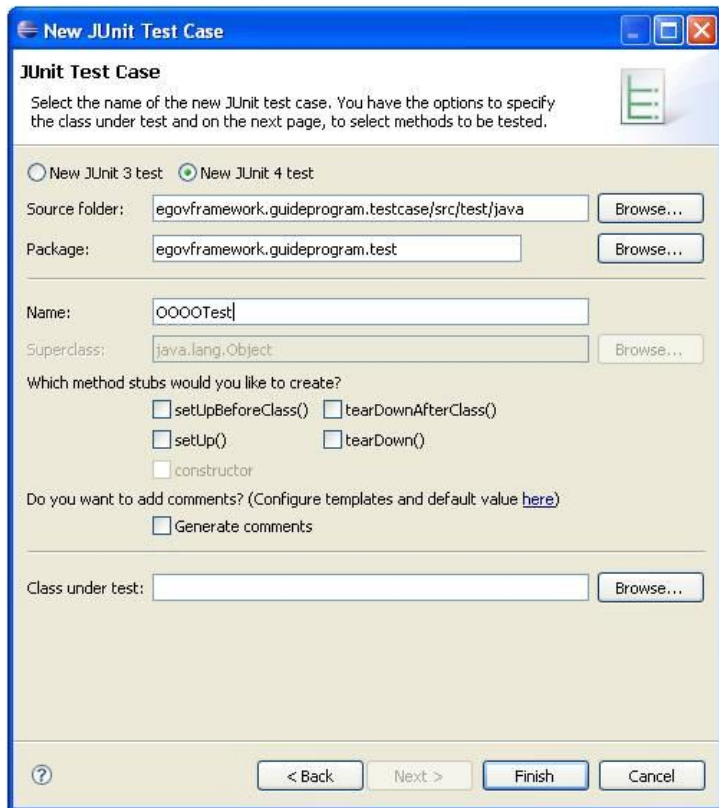 New JUnit Test Case
JUnit Test Case
Select the name of the new JUnit test case. You have the options to specify
the class under test and on the next page, to select methods to be tested.
New JUnit 3 test New JUnit 4 test
Source folder: egovframework.guideprogram.testcase/src/test/java Browse...
Package: egovframework.guideprogram.test Browse...
Name: OOOOTest
Superclass: java.lang.Object Browse...
Which method stubs would you like to create?
setUpBeforeClass() tearDownAfterClass()
setUp() tearDown()
constructor
Do you want to add comments? (Configure templates and default value here)
Generate comments
Class under test: Browse...
? < Back Next > Finish Cancel